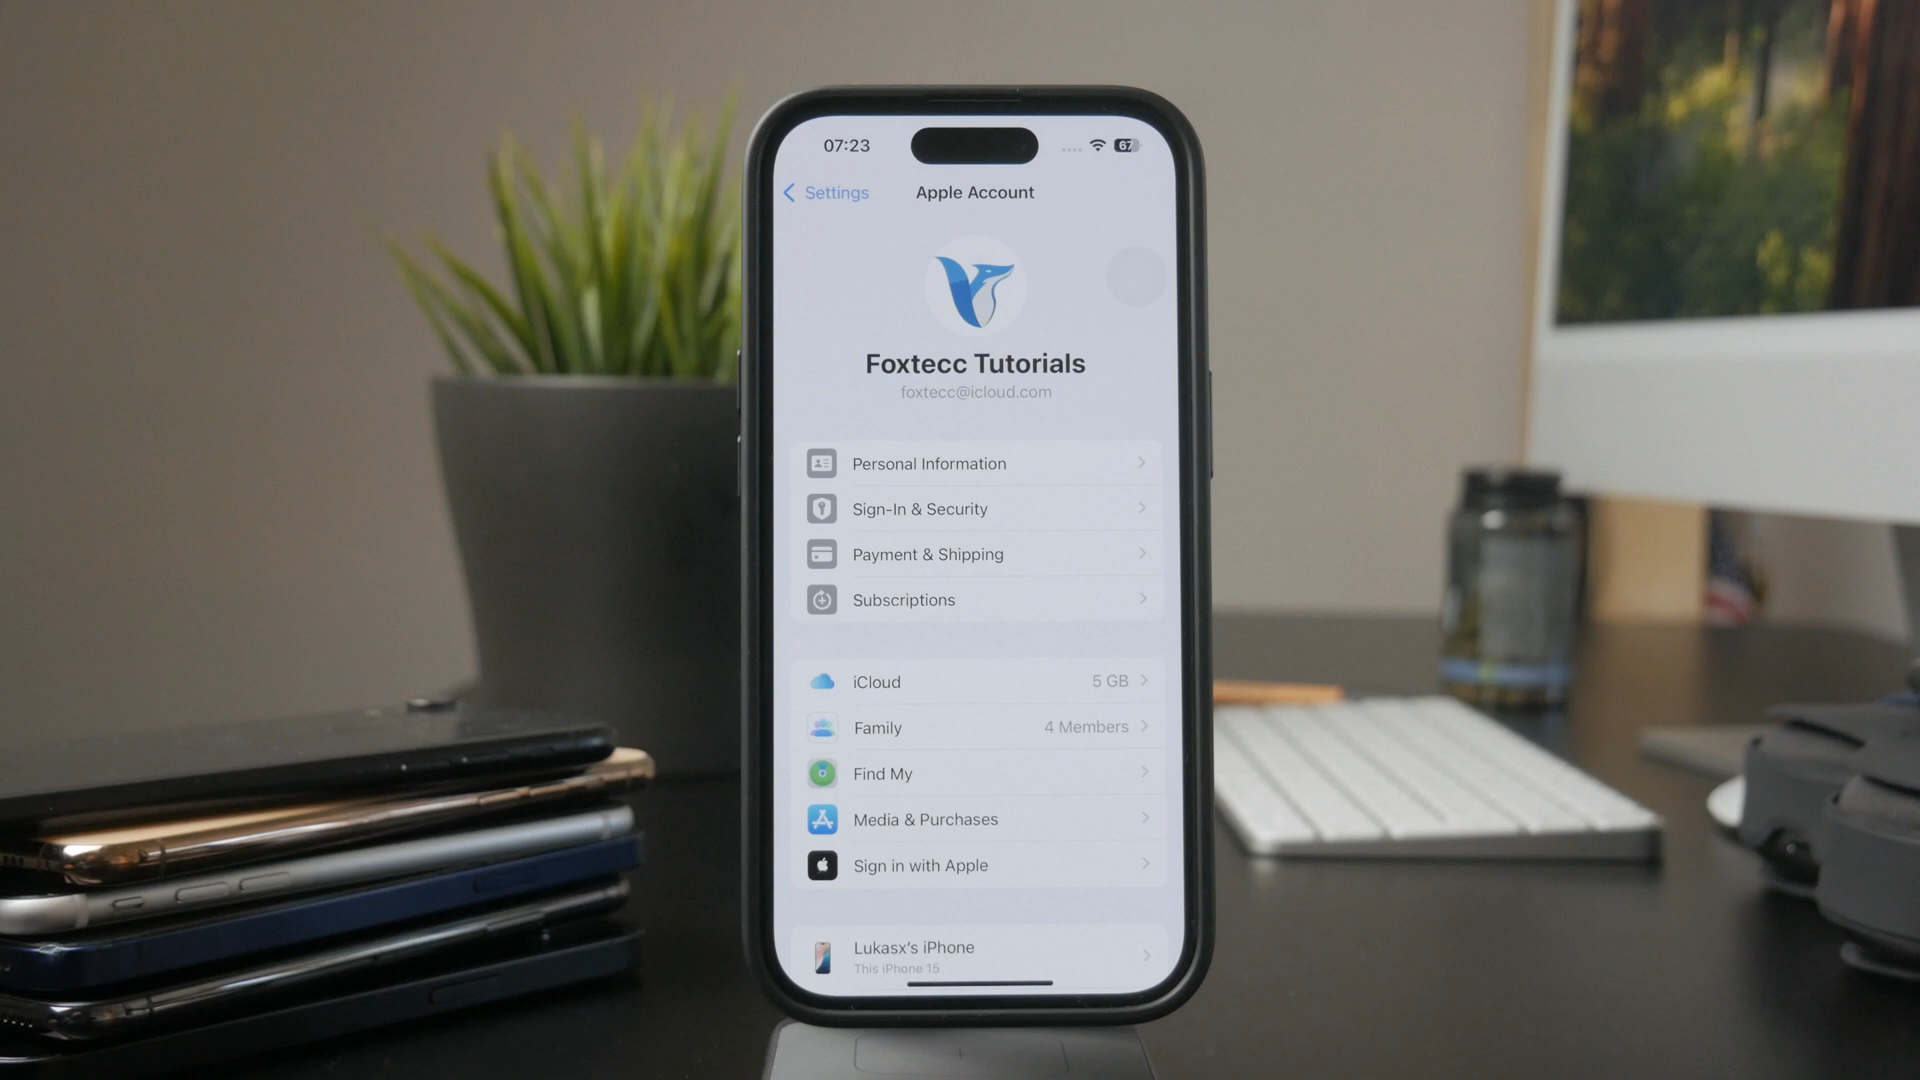 07:23
67
Settings
Apple Account
Foxtecc Tutorials
foxtecc@icloud.com
Personal Information
Sign-In & Security
Payment & Shipping
Subscriptions
iCloud 5 GB
Family 4 Members
Find My
Media & Purchases
Sign in with Apple
Lukasx's iPhone
This iPhone 15